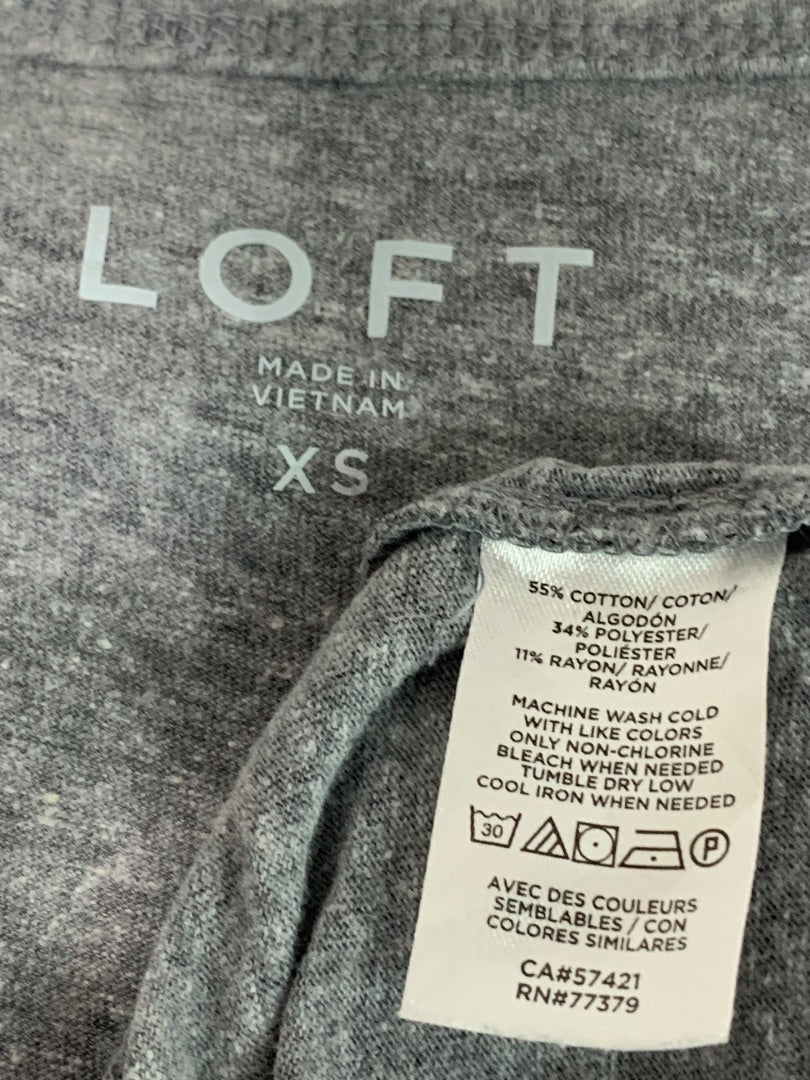 LOFT
MADE IN
VIETNAM
XS
55% COTTON/ COTON/
ALGODÓN
34% POLYESTER/
POLIÉSTER
11% RAYON/ RAYONNE/
RAYÓN
MACHINE WASH COLD
WITH LIKE COLORS
ONLY NON-CHLORINE
BLEACH WHEN NEEDED
TUMBLE DRY LOW
COOL IRON WHEN NEEDED
30 P
AVEC DES COULEURS
SEMBLABLES / CON
COLORES SIMILARES
CA#57421
RN#77379